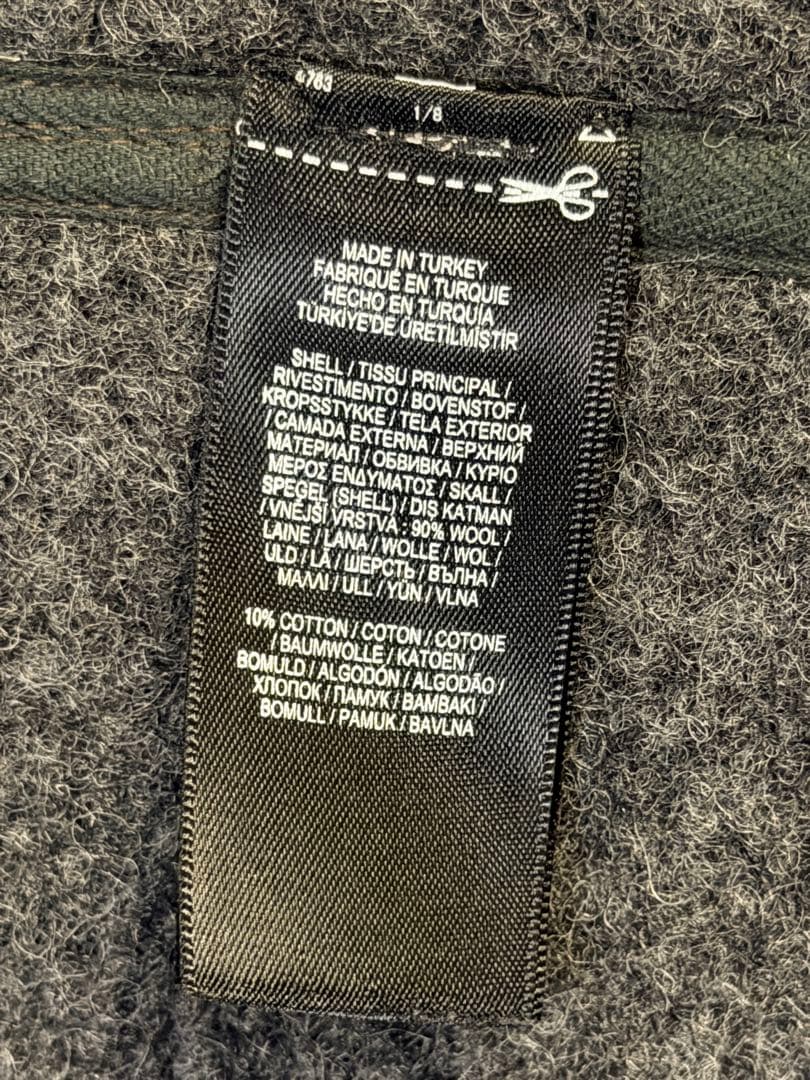 4783
1/8
MADE IN TURKEY
FABRIQUÉ EN TURQUIE
HECHO EN TURQUÍA
TÜRKİYE'DE ÜRETİLMİŞTİR
SHELL / TISSU PRINCIPAL /
RIVESTIMENTO / BOVENSTOF /
KROPSSTYKKE / TELA EXTERIOR
/ CAMADA EXTERNA / ВЕРХНИЙ
МАТЕРИАЛ / ОБВИВКА / ΚΥΡΙΟ
ΜΕΡΟΣ ΕΝΔΥΜΑΤΟΣ / SKALL /
SPEGEL (SHELL) / DIŞ KATMAN
/ VNĚJŠÍ VRSTVA : 90% WOOL /
LAINE / LANA / WOLLE / WOL /
ULD / LÃ / ШЕРСТЬ / ВЪЛНА /
ΜΑΛΛΙ / ULL / YÜN / VLNA
10% COTTON / COTON / COTONE
/ BAUMWOLLE / KATOEN /
BOMULD / ALGODÓN / ALGODÃO /
ХЛОПОК / ПАМУК / ΒΑΜΒΑΚΙ /
BOMULL / PAMUK / BAVLNA